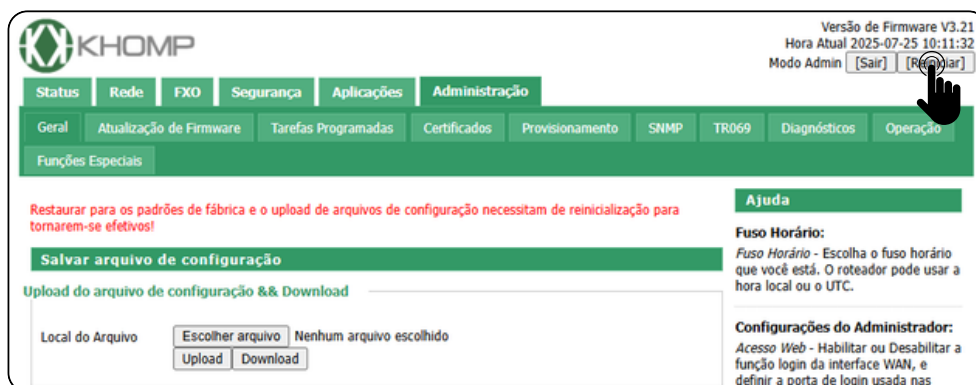 KHOMP
Versão de Firmware V3.21
Hora Atual 2025-07-25 10:11:32
Modo Admin [Sair] [Reiniciar]
Status Rede FXO Segurança Aplicações Administração
Geral Atualização de Firmware Tarefas Programadas Certificados Provisionamento SNMP TR069 Diagnósticos Operação
Funções Especiais
Restaurar para os padrões de fábrica e o upload de arquivos de configuração necessitam de reinicialização para
tornarem-se efetivos!
Salvar arquivo de configuração
Upload do arquivo de configuração && Download
Local do Arquivo Escolher arquivo Nenhum arquivo escolhido
Upload Download
Ajuda
Fuso Horário:
Fuso Horário - Escolha o fuso horário
que você está. O roteador pode usar a
hora local ou o UTC.
Configurações do Administrador:
Acesso Web - Habilitar ou Desabilitar a
função login da interface WAN, e
definir a porta de login usada nas